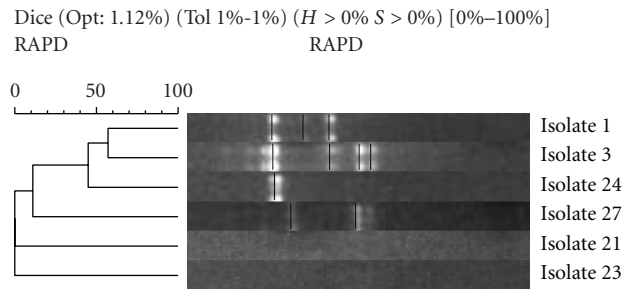 Dice (Opt: 1.12%) (Tol 1%-1%) (H > 0% S > 0%) [0%–100%]
RAPD RAPD
0 50 100
Isolate 1
Isolate 3
Isolate 24
Isolate 27
Isolate 21
Isolate 23